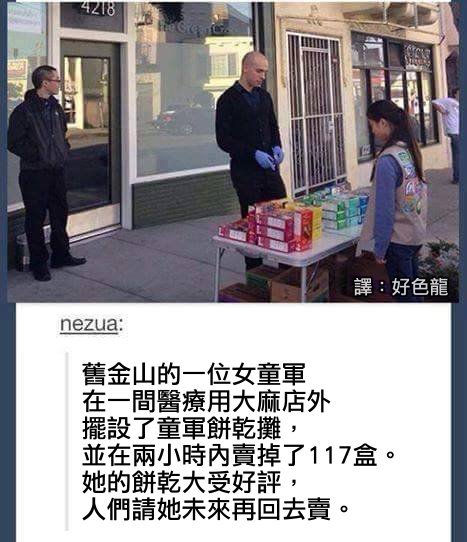 4218
The Green Cross
譯：好色龍
nezua:
舊金山的一位女童軍
在一間醫療用大麻店外
擺設了童軍餅乾攤，
並在兩小時內賣掉了117盒。
她的餅乾大受好評，
人們請她未來再回去賣。